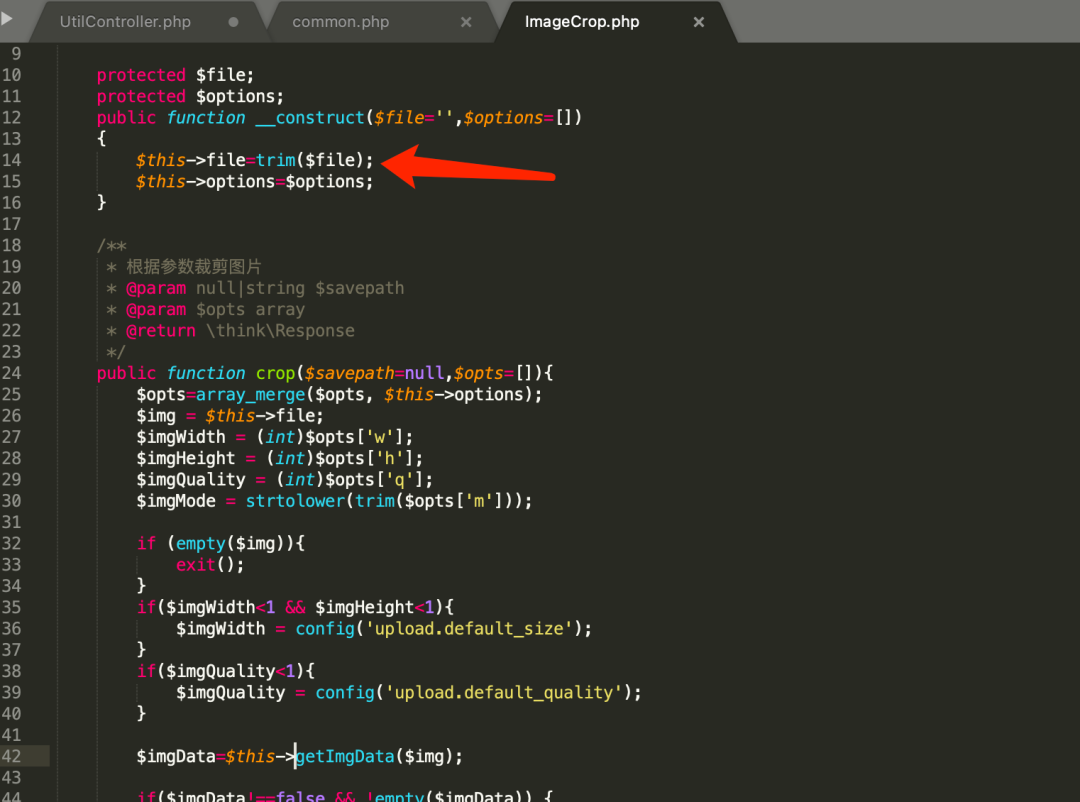 UtilController.php
common.php
ImageCrop.php
9
10 protected $file;
11 protected $options;
12 public function __construct($file='',$options=[])
13 {
14 $this->file=trim($file);
15 $this->options=$options;
16 }
17
18 /**
19 * 根据参数裁剪图片
20 * @param null|string $savepath
21 * @param $opts array
22 * @return \think\Response
23 */
24 public function crop($savepath=null,$opts=[]){
25 $opts=array_merge($opts, $this->options);
26 $img = $this->file;
27 $imgWidth = (int)$opts['w'];
28 $imgHeight = (int)$opts['h'];
29 $imgQuality = (int)$opts['q'];
30 $imgMode = strtolower(trim($opts['m']));
31
32 if (empty($img)){
33 exit();
34 }
35 if($imgWidth<1 && $imgHeight<1){
36 $imgWidth = config('upload.default_size');
37 }
38 if($imgQuality<1){
39 $imgQuality = config('upload.default_quality');
40 }
41
42 $imgData=$this->getImgData($img);
43
44 if($imgData!==false && !empty($imgData)) {